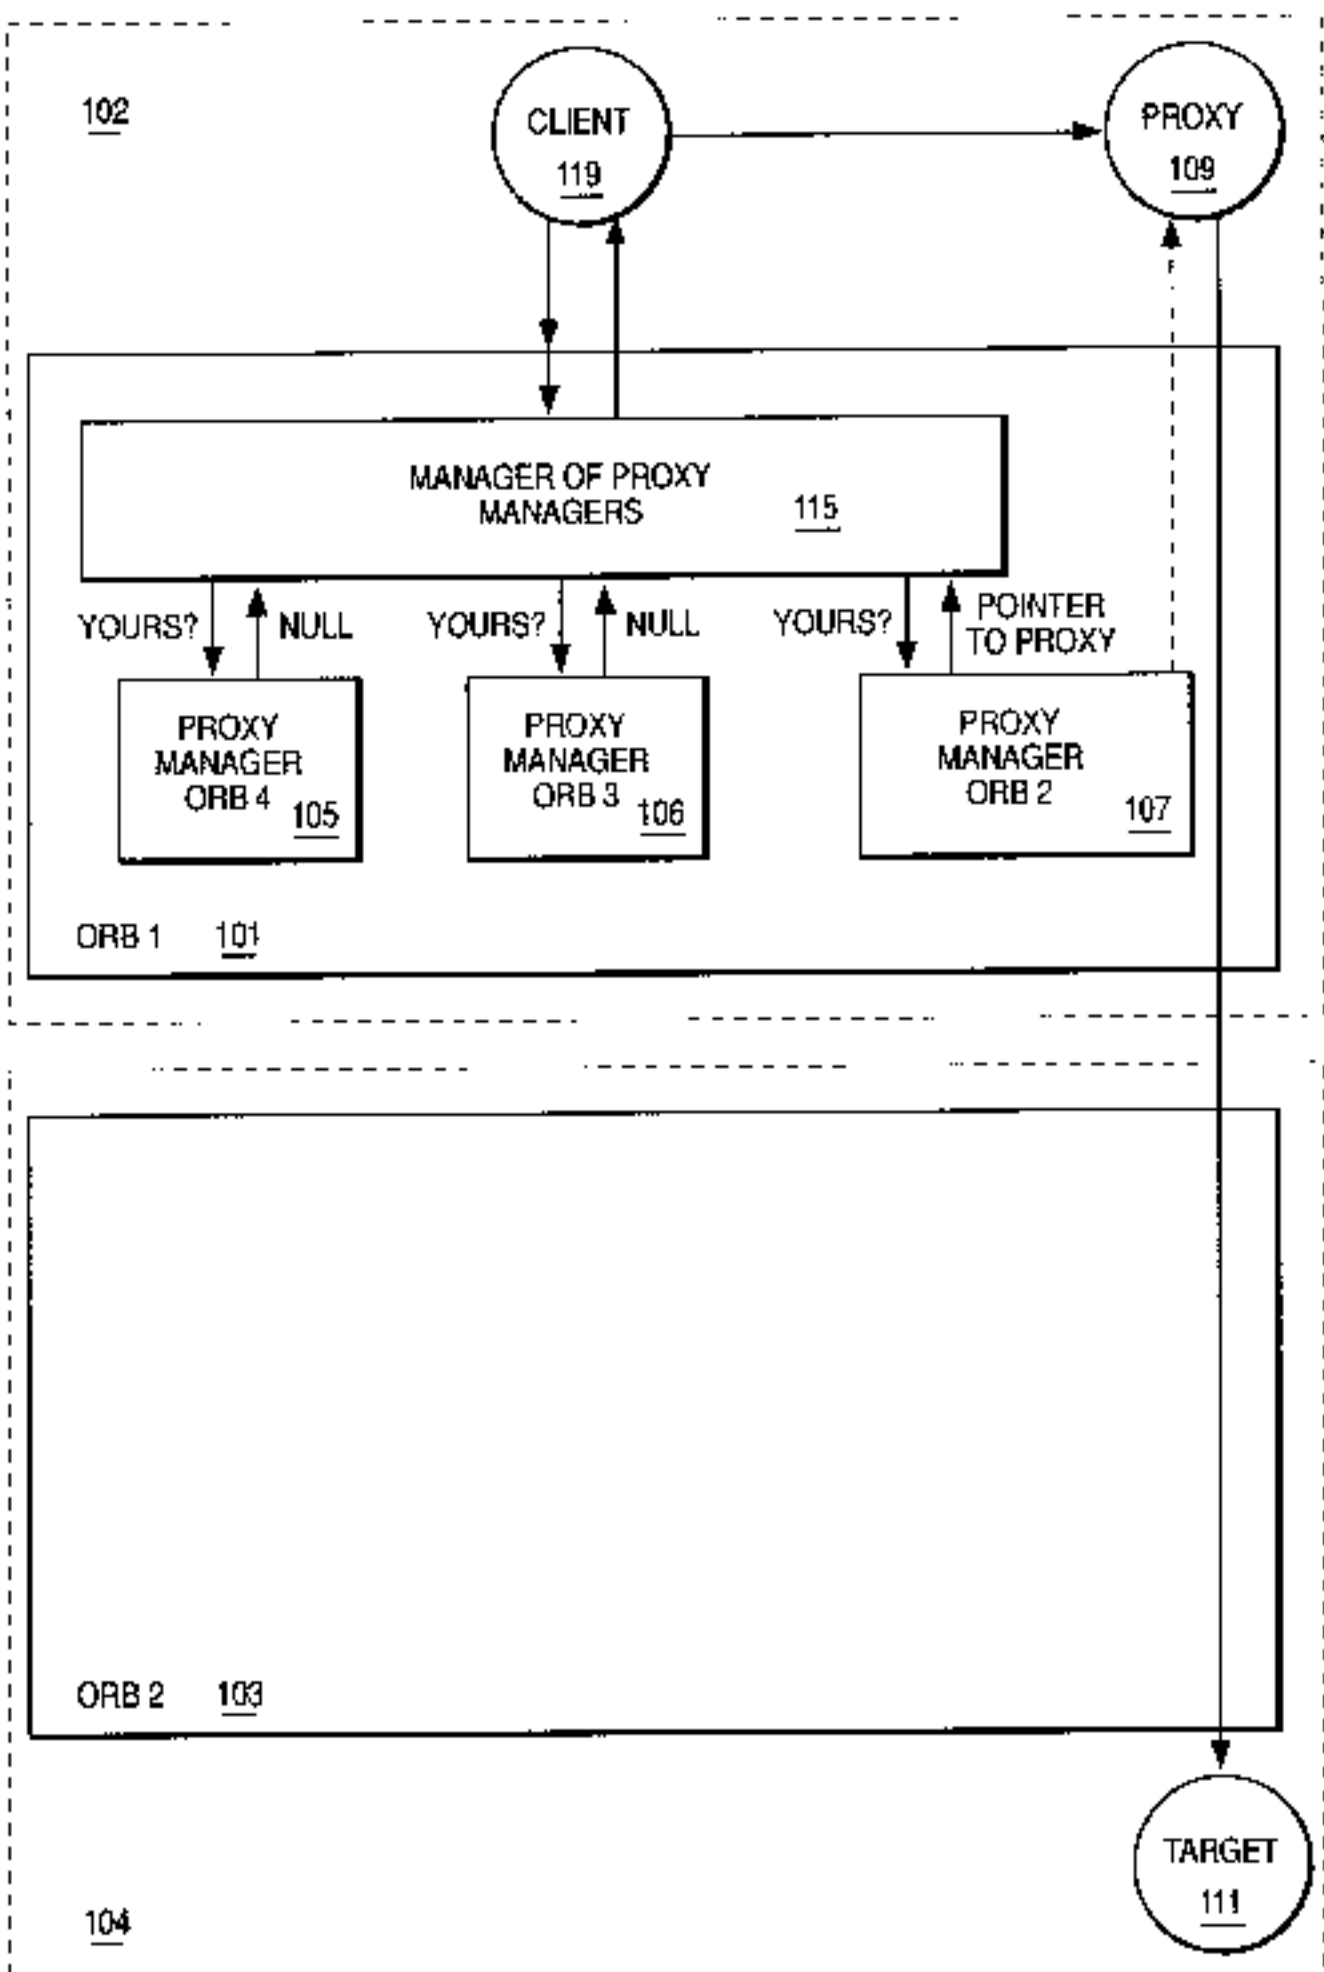 102
CLIENT
119
PROXY
109
MANAGER OF PROXY
MANAGERS
115
YOURS?
NULL
YOURS?
NULL
YOURS?
POINTER
TO PROXY
PROXY
MANAGER
ORB 4
105
PROXY
MANAGER
ORB 3
106
PROXY
MANAGER
ORB 2
107
ORB 1
101
ORB 2
103
TARGET
111
104